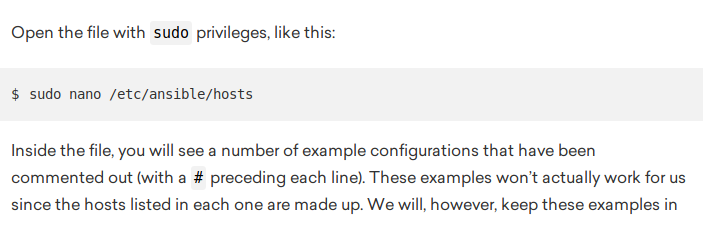 Open the file with sudo privileges, like this:
$ sudo nano /etc/ansible/hosts
Inside the file, you will see a number of example configurations that have been
commented out (with a # preceding each line). These examples won’t actually work for us
since the hosts listed in each one are made up. We will, however, keep these examples in